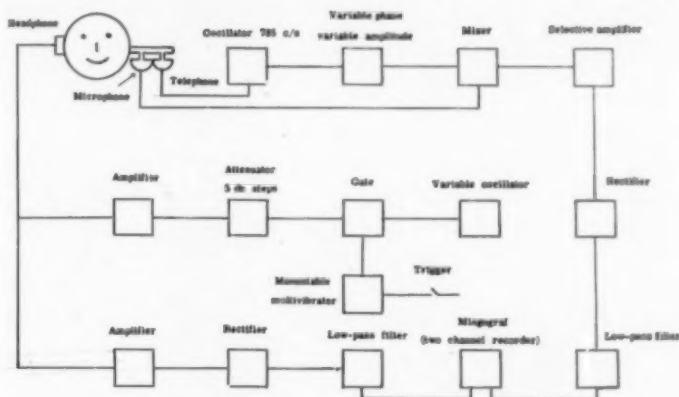 Headphone
Oscillator 785 c/s
Variable phase
variable amplitude
Mixer
Selective amplifier
Microphone
Telephone
Amplifier
Attenuator
5 db steps
Gate
Variable oscillator
Rectifier
Monostable
multivibrator
Trigger
Amplifier
Rectifier
Low-pass filter
Mingograf
(two channel recorder)
Low-pass filter